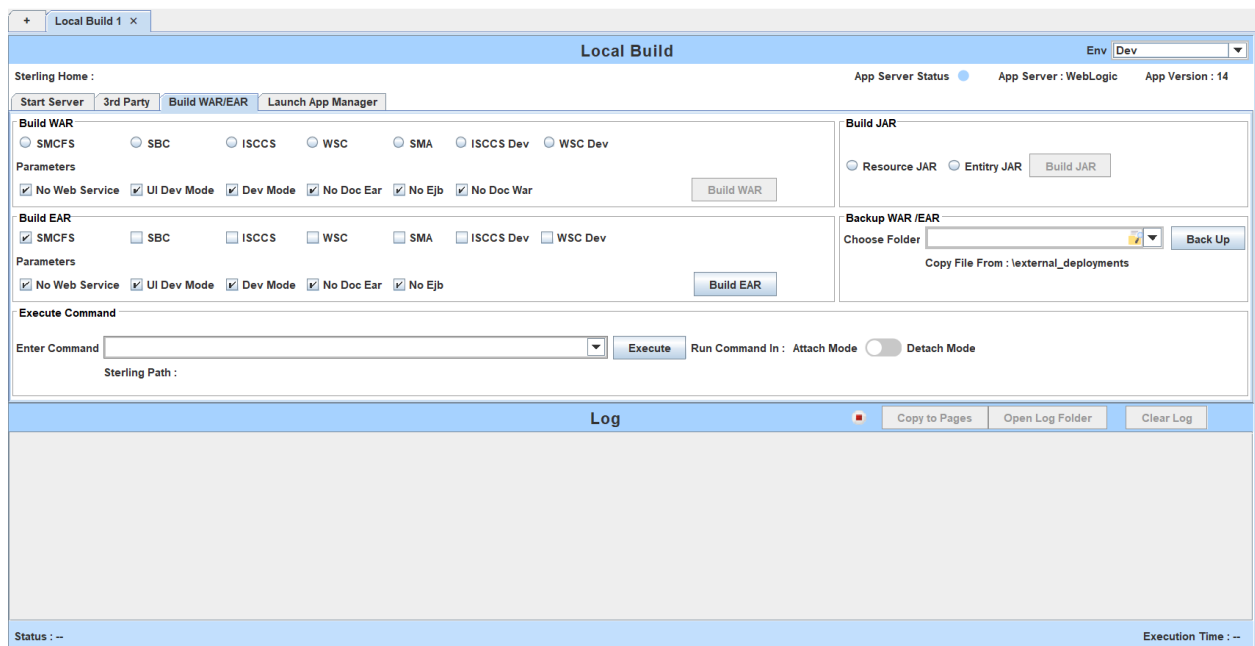 + Local Build 1 ×
Local Build Env Dev
Sterling Home : App Server Status App Server : WebLogic App Version : 14
Start Server 3rd Party Build WAR/EAR Launch App Manager
Build WAR
SMCFS SBC ISCCS WSC SMA ISCCS Dev WSC Dev
Parameters
No Web Service UI Dev Mode Dev Mode No Doc Ear No Ejb No Doc War Build WAR
Build JAR
Resource JAR Entitry JAR Build JAR
Build EAR
SMCFS SBC ISCCS WSC SMA ISCCS Dev WSC Dev
Parameters
No Web Service UI Dev Mode Dev Mode No Doc Ear No Ejb Build EAR
Backup WAR /EAR
Choose Folder Back Up
Copy File From : \external_deployments
Execute Command
Enter Command Execute Run Command In : Attach Mode Detach Mode
Sterling Path :
Log Copy to Pages Open Log Folder Clear Log
Status : -- Execution Time : --